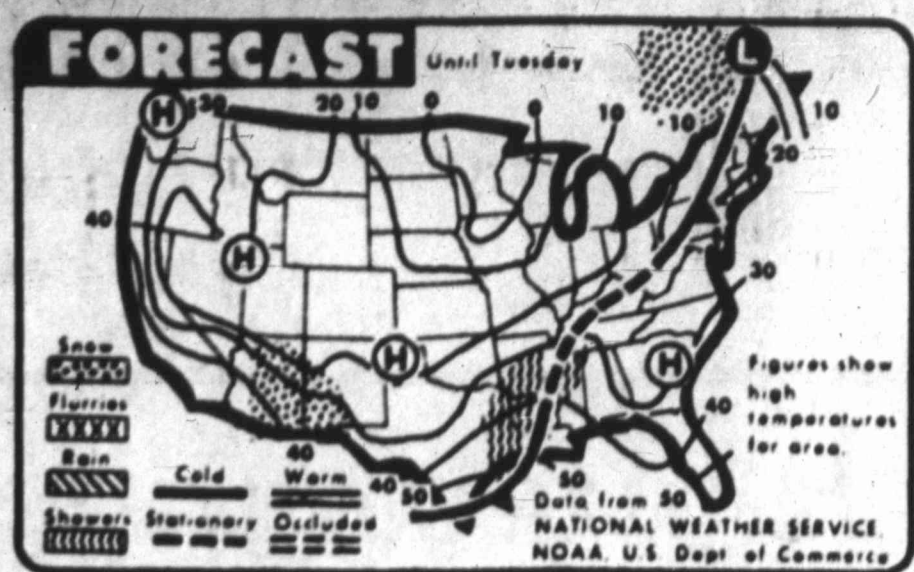 FORECAST
Until Tuesday
L
H 30 20 10 0 0 10 -10 10
20
40
H
30
H
H
Snow
Flurries
Rain
Showers
Cold
Warm
Stationary
Occluded
40
40 50
50
50
40
Figures show
high
temperatures
for area.
Data from
NATIONAL WEATHER SERVICE,
NOAA, U.S. Dept of Commerce